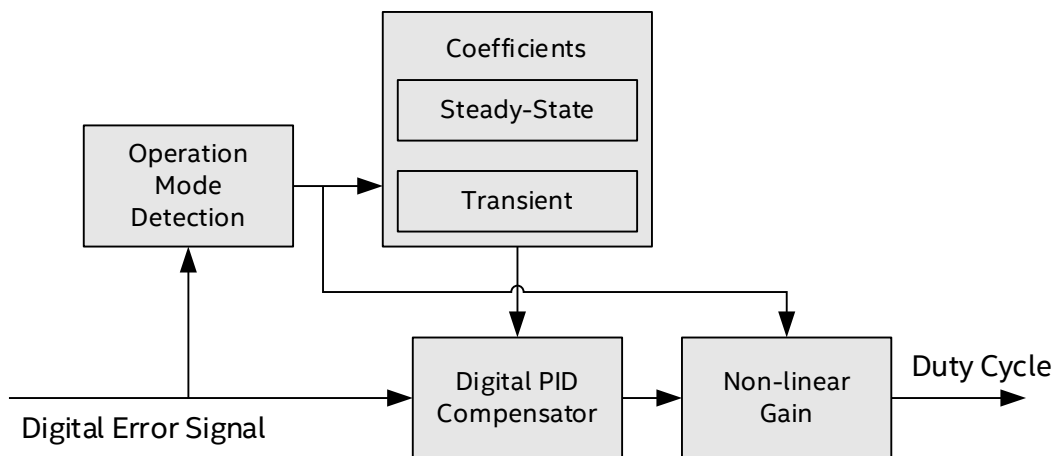 Coefficients
Steady-State
Transient
Operation
Mode
Detection
Digital Error Signal
Digital PID
Compensator
Non-linear
Gain
Duty Cycle